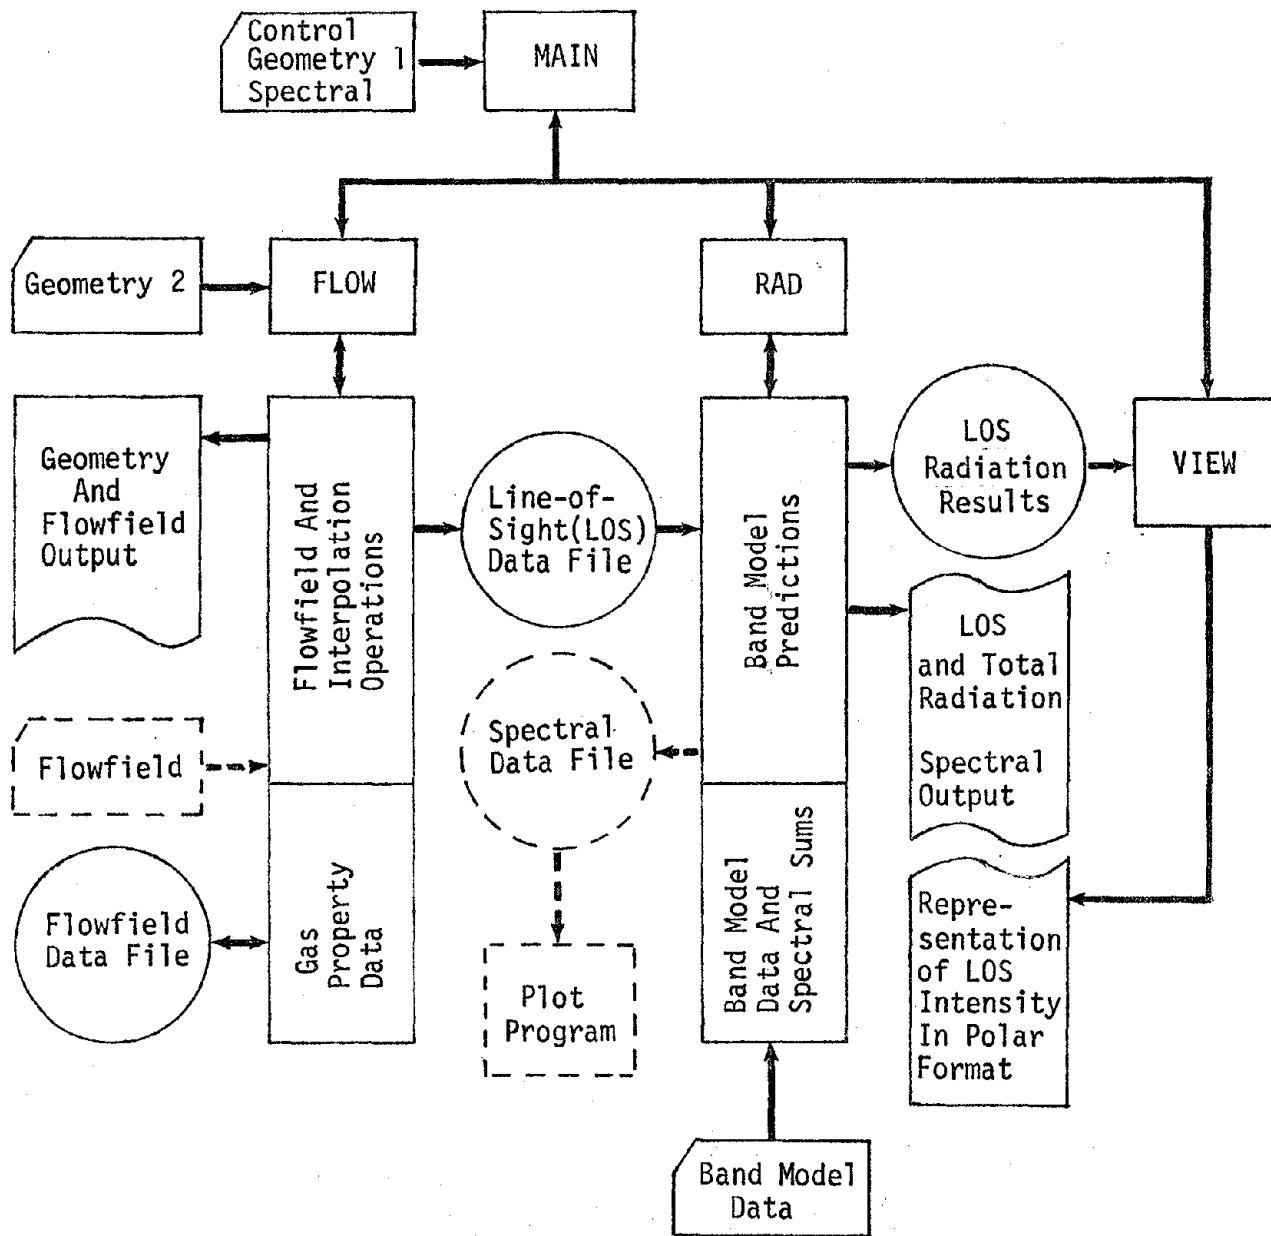 Control
Geometry 1
Spectral
MAIN
Geometry 2
FLOW
RAD
Geometry
And
Flowfield
Output
Flowfield And
Interpolation
Operations
Line-of-
Sight(LOS)
Data File
Band Model
Predictions
LOS
Radiation
Results
VIEW
LOS
and Total
Radiation
Spectral
Output
Flowfield
Spectral
Data File
Flowfield
Data File
Gas
Property
Data
Plot
Program
Band Model
Data And
Spectral Sums
Repre-
sentation
of LOS
Intensity
In Polar
Format
Band Model
Data